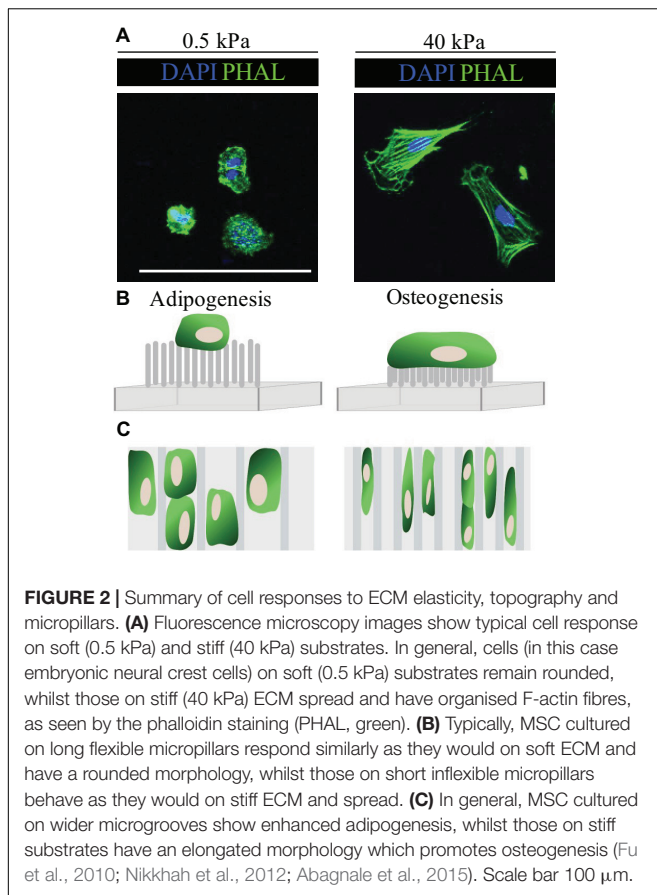 A
0.5 kPa 40 kPa
DAPI PHAL DAPI PHAL
B Adipogenesis Osteogenesis
C
FIGURE 2 | Summary of cell responses to ECM elasticity, topography and
micropillars. (A) Fluorescence microscopy images show typical cell response
on soft (0.5 kPa) and stiff (40 kPa) substrates. In general, cells (in this case
embryonic neural crest cells) on soft (0.5 kPa) substrates remain rounded,
whilst those on stiff (40 kPa) ECM spread and have organised F-actin fibres,
as seen by the phalloidin staining (PHAL, green). (B) Typically, MSC cultured
on long flexible micropillars respond similarly as they would on soft ECM and
have a rounded morphology, whilst those on short inflexible micropillars
behave as they would on stiff ECM and spread. (C) In general, MSC cultured
on wider microgrooves show enhanced adipogenesis, whilst those on stiff
substrates have an elongated morphology which promotes osteogenesis (Fu
et al., 2010; Nikkhah et al., 2012; Abagnale et al., 2015). Scale bar 100 μm.